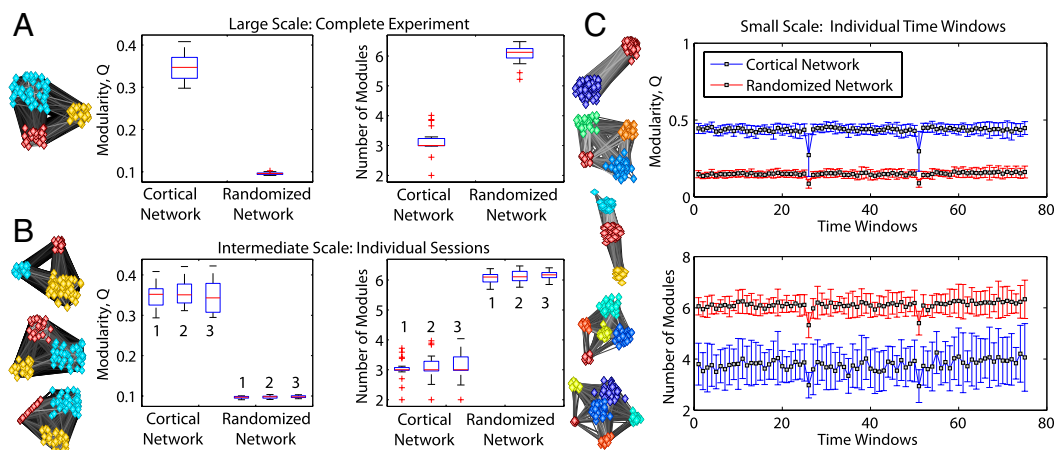 A
Large Scale: Complete Experiment
Modularity, Q
0.4
0.3
0.2
0.1
Cortical Network
Randomized Network
Number of Modules
6
5
4
3
2
Cortical Network
Randomized Network
B
Intermediate Scale: Individual Sessions
Modularity, Q
0.4
0.3
0.2
0.1
1 2 3
1 2 3
Cortical Network
Randomized Network
Number of Modules
6
5
4
3
2
1 2 3
1 2 3
Cortical Network
Randomized Network
C
Small Scale: Individual Time Windows
Modularity, Q
1
0.5
0
Cortical Network
Randomized Network
0 20 40 60 80
Time Windows
Number of Modules
8
6
4
2
0 20 40 60 80
Time Windows